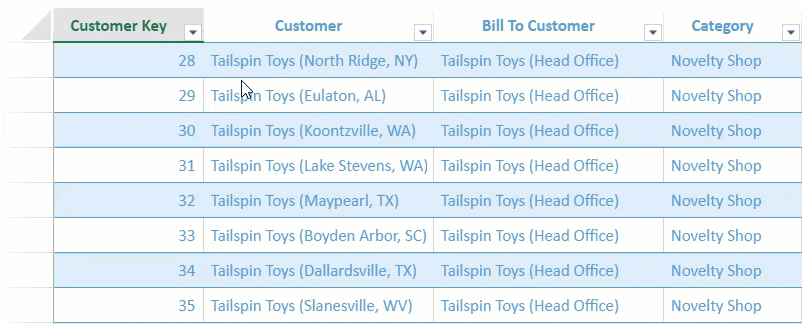 Customer Key Customer Bill To Customer Category
28 Tailspin Toys (North Ridge, NY) Tailspin Toys (Head Office) Novelty Shop
29 Tailspin Toys (Eulaton, AL) Tailspin Toys (Head Office) Novelty Shop
30 Tailspin Toys (Koontzville, WA) Tailspin Toys (Head Office) Novelty Shop
31 Tailspin Toys (Lake Stevens, WA) Tailspin Toys (Head Office) Novelty Shop
32 Tailspin Toys (Maypearl, TX) Tailspin Toys (Head Office) Novelty Shop
33 Tailspin Toys (Boyden Arbor, SC) Tailspin Toys (Head Office) Novelty Shop
34 Tailspin Toys (Dallardsville, TX) Tailspin Toys (Head Office) Novelty Shop
35 Tailspin Toys (Slanesville, WV) Tailspin Toys (Head Office) Novelty Shop